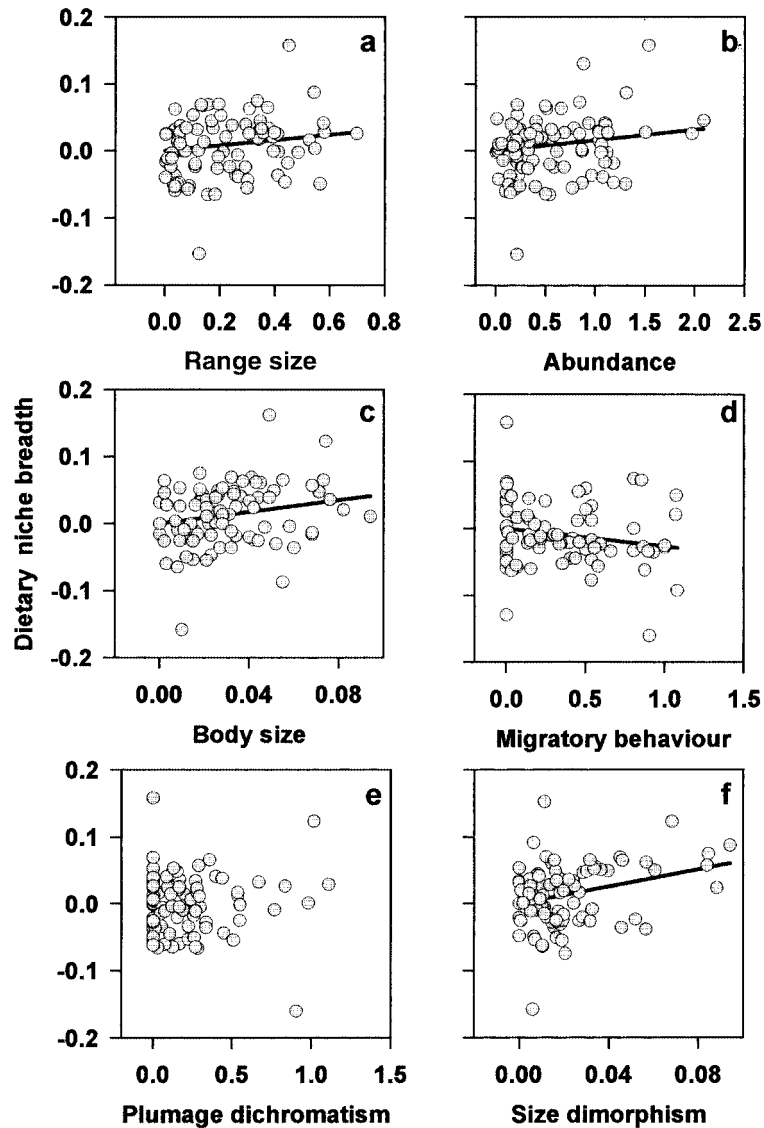 a
b
0.2
0.1
0.0
-0.1
-0.2
0.0 0.2 0.4 0.6 0.8
0.0 0.5 1.0 1.5 2.0 2.5
Range size
Abundance
Dietary niche breadth
c
d
0.2
0.1
0.0
-0.1
-0.2
0.00 0.04 0.08
0.0 0.5 1.0 1.5
Body size
Migratory behaviour
e
f
0.2
0.1
0.0
-0.1
-0.2
0.0 0.5 1.0 1.5
0.00 0.04 0.08
Plumage dichromatism
Size dimorphism